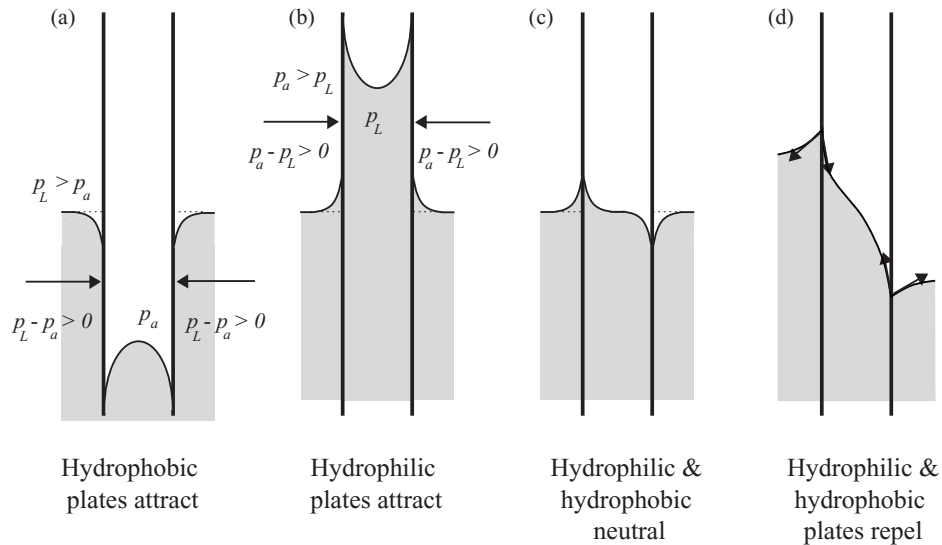 (a)
(b)
(c)
(d)
p_a > p_L
p_L
p_a - p_L > 0
p_a - p_L > 0
p_L > p_a
p_a
p_L - p_a > 0
p_L - p_a > 0
Hydrophobic
plates attract
Hydrophilic
plates attract
Hydrophilic &
hydrophobic
neutral
Hydrophilic &
hydrophobic
plates repel